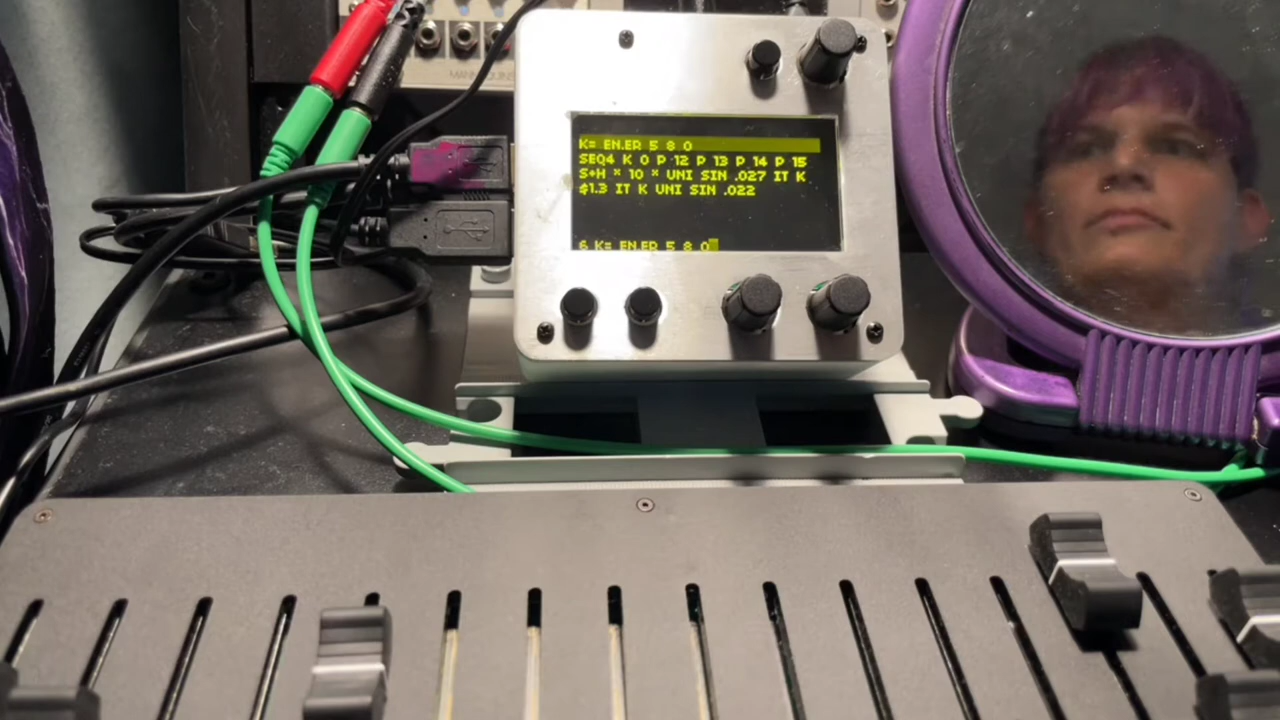 K= EN.ER 5 8 0
SEQ4 K 0 P 12 P 13 P 14 P 15
S+H * 10 * UNI SIN .027 IT K
$1.3 IT K UNI SIN .022
6 K= EN.ER 5 8 0